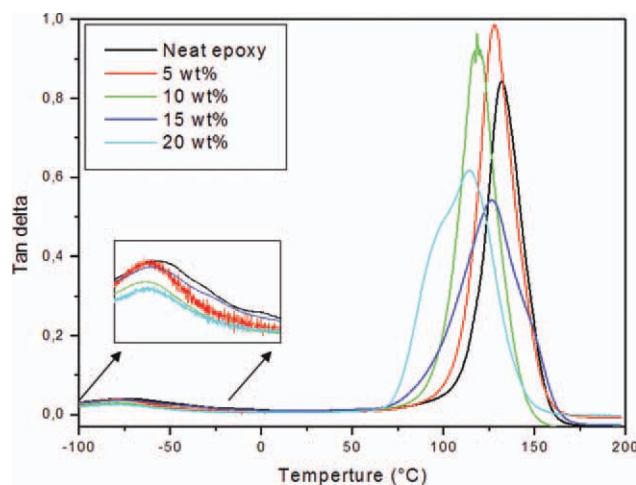 1,0
0,8
0,6
0,4
0,2
0,0
Tan delta
Neat epoxy
5 wt%
10 wt%
15 wt%
20 wt%
-100 -50 0 50 100 150 200
Temperture (°C)